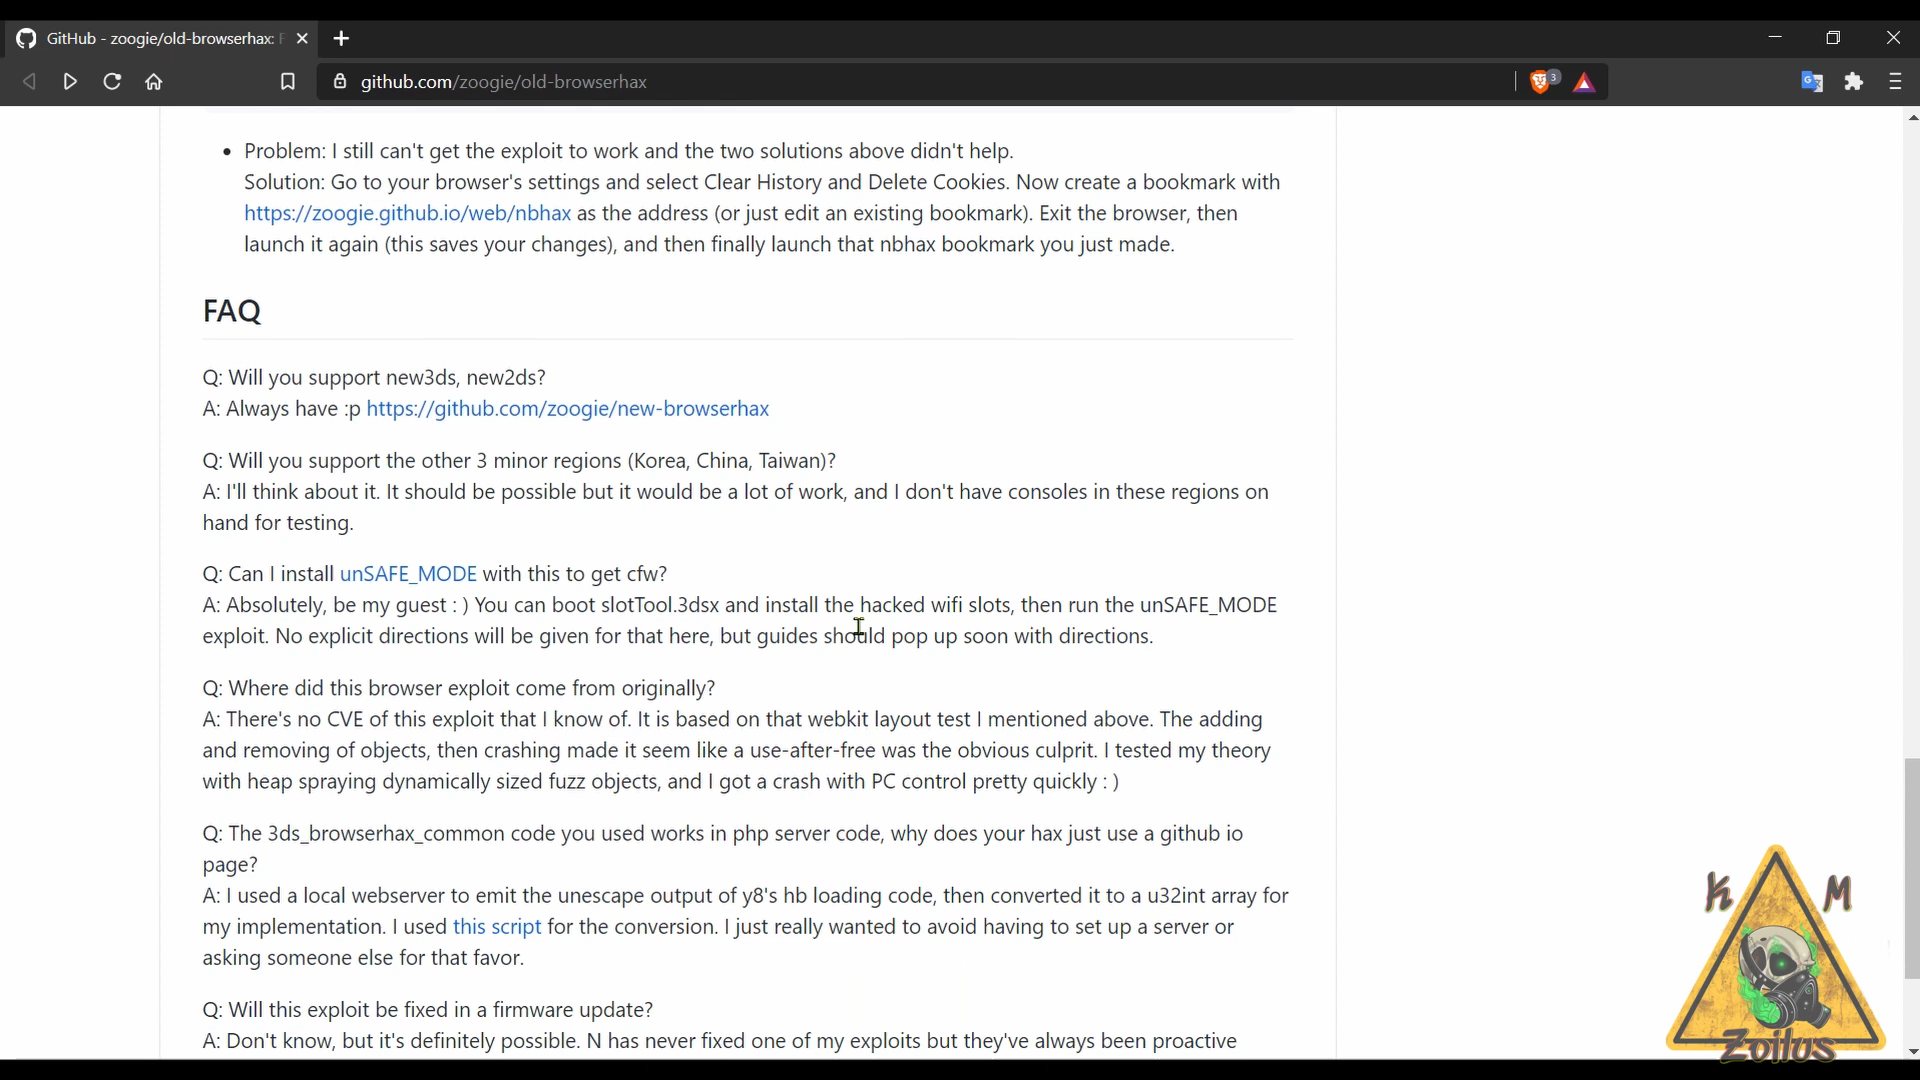 GitHub - zoogie/old-browserhax:
github.com/zoogie/old-browserhax
3
Problem: I still can't get the exploit to work and the two solutions above didn't help.
Solution: Go to your browser's settings and select Clear History and Delete Cookies. Now create a bookmark with
https://zoogie.github.io/web/nbhax as the address (or just edit an existing bookmark). Exit the browser, then
launch it again (this saves your changes), and then finally launch that nbhax bookmark you just made.
FAQ
Q: Will you support new3ds, new2ds?
A: Always have :p https://github.com/zoogie/new-browserhax
Q: Will you support the other 3 minor regions (Korea, China, Taiwan)?
A: I'll think about it. It should be possible but it would be a lot of work, and I don't have consoles in these regions on
hand for testing.
Q: Can I install unSAFE_MODE with this to get cfw?
A: Absolutely, be my guest : ) You can boot slotTool.3dsx and install the hacked wifi slots, then run the unSAFE_MODE
exploit. No explicit directions will be given for that here, but guides should pop up soon with directions.
Q: Where did this browser exploit come from originally?
A: There's no CVE of this exploit that I know of. It is based on that webkit layout test I mentioned above. The adding
and removing of objects, then crashing made it seem like a use-after-free was the obvious culprit. I tested my theory
with heap spraying dynamically sized fuzz objects, and I got a crash with PC control pretty quickly : )
Q: The 3ds_browserhax_common code you used works in php server code, why does your hax just use a github io
page?
A: I used a local webserver to emit the unescape output of y8's hb loading code, then converted it to a u32int array for
my implementation. I used this script for the conversion. I just really wanted to avoid having to set up a server or
asking someone else for that favor.
Q: Will this exploit be fixed in a firmware update?
A: Don't know, but it's definitely possible. N has never fixed one of my exploits but they've always been proactive
K M
Zoilus